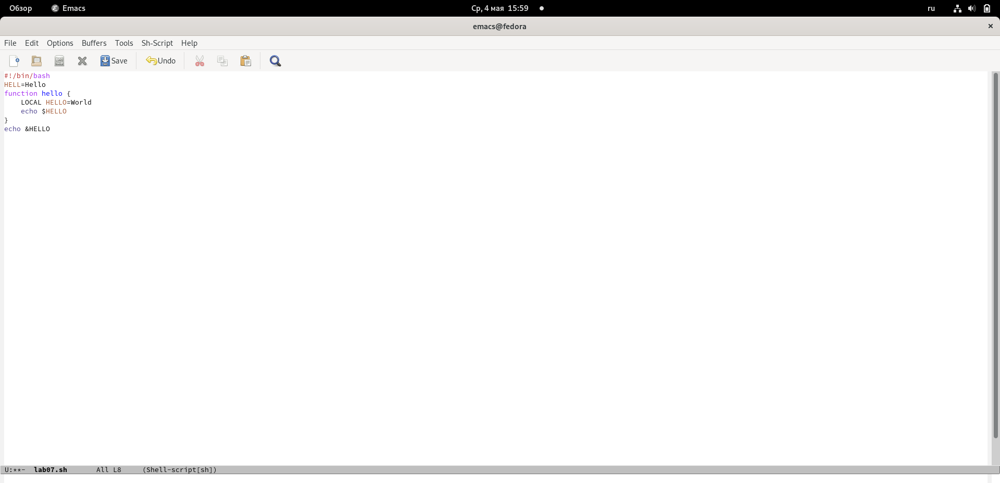 Обзор Emacs Ср, 4 мая 15:59 ru
emacs@fedora
File Edit Options Buffers Tools Sh-Script Help
Save Undo
#!/bin/bash
HELL=Hello
function hello {
    LOCAL HELLO=World
    echo $HELLO
}
echo &HELLO
U:**- lab07.sh All L8 (Shell-script[sh])